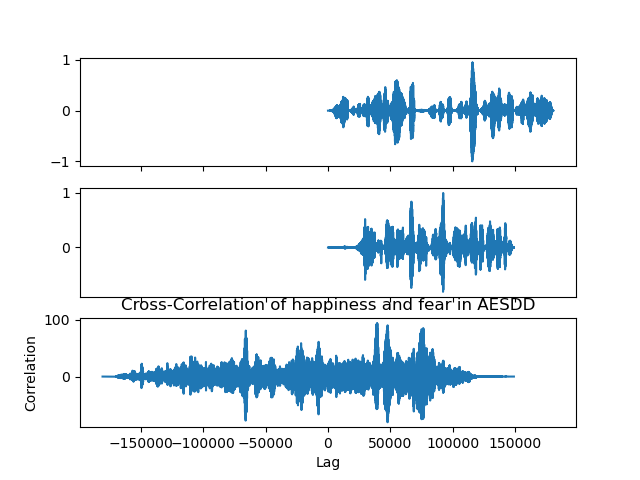 1
0
−1
1
0
Cross-Correlation of happiness and fear in AESDD
100
0
Correlation
−150000 −100000 −50000 0 50000 100000 150000
Lag